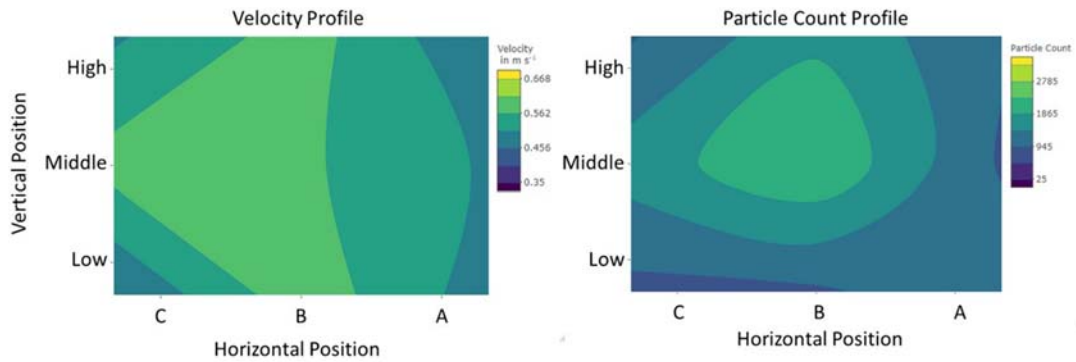 Velocity Profile
Vertical Position
High
Middle
Low
C
B
A
Horizontal Position
Velocity
in m s⁻¹
0.668
0.562
0.456
0.35
Particle Count Profile
High
Middle
Low
C
B
A
Horizontal Position
Particle Count
2785
1865
945
25